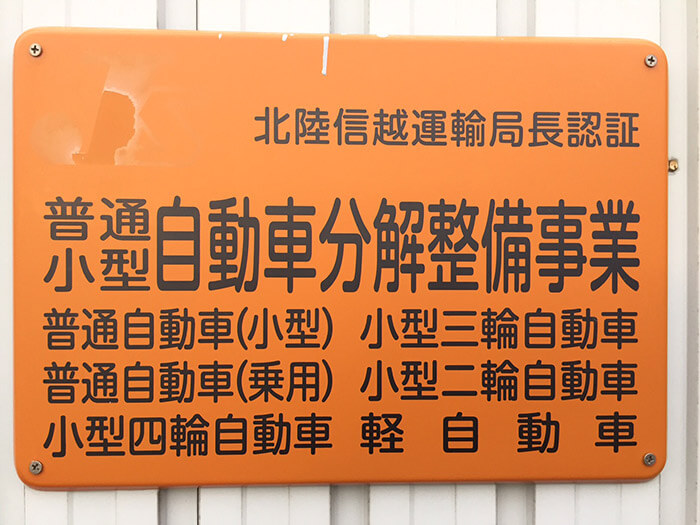 北陸信越運輸局長認証
普通
小型
自動車分解整備事業
普通自動車(小型) 小型三輪自動車
普通自動車(乗用) 小型二輪自動車
小型四輪自動車 軽自動車